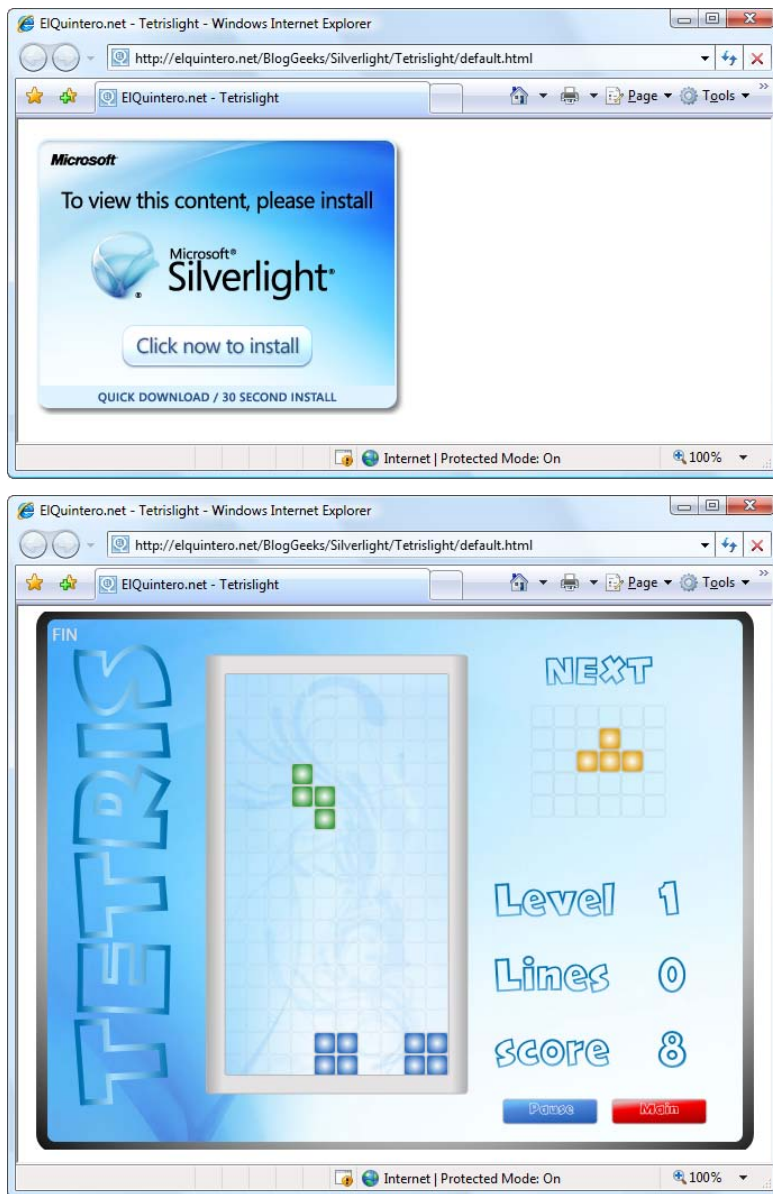 ElQuintero.net - Tetrislight - Windows Internet Explorer
http://elquintero.net/BlogGeeks/Silverlight/Tetrislight/default.html
ElQuintero.net - Tetrislight
Page
Tools
Microsoft
To view this content, please install
Microsoft®
Silverlight®
Click now to install
QUICK DOWNLOAD / 30 SECOND INSTALL
Internet | Protected Mode: On
100%
ElQuintero.net - Tetrislight - Windows Internet Explorer
http://elquintero.net/BlogGeeks/Silverlight/Tetrislight/default.html
ElQuintero.net - Tetrislight
Page
Tools
FIN
TETRIS
NEXT
Level 1
Lines 0
score 8
Pause
Main
Internet | Protected Mode: On
100%